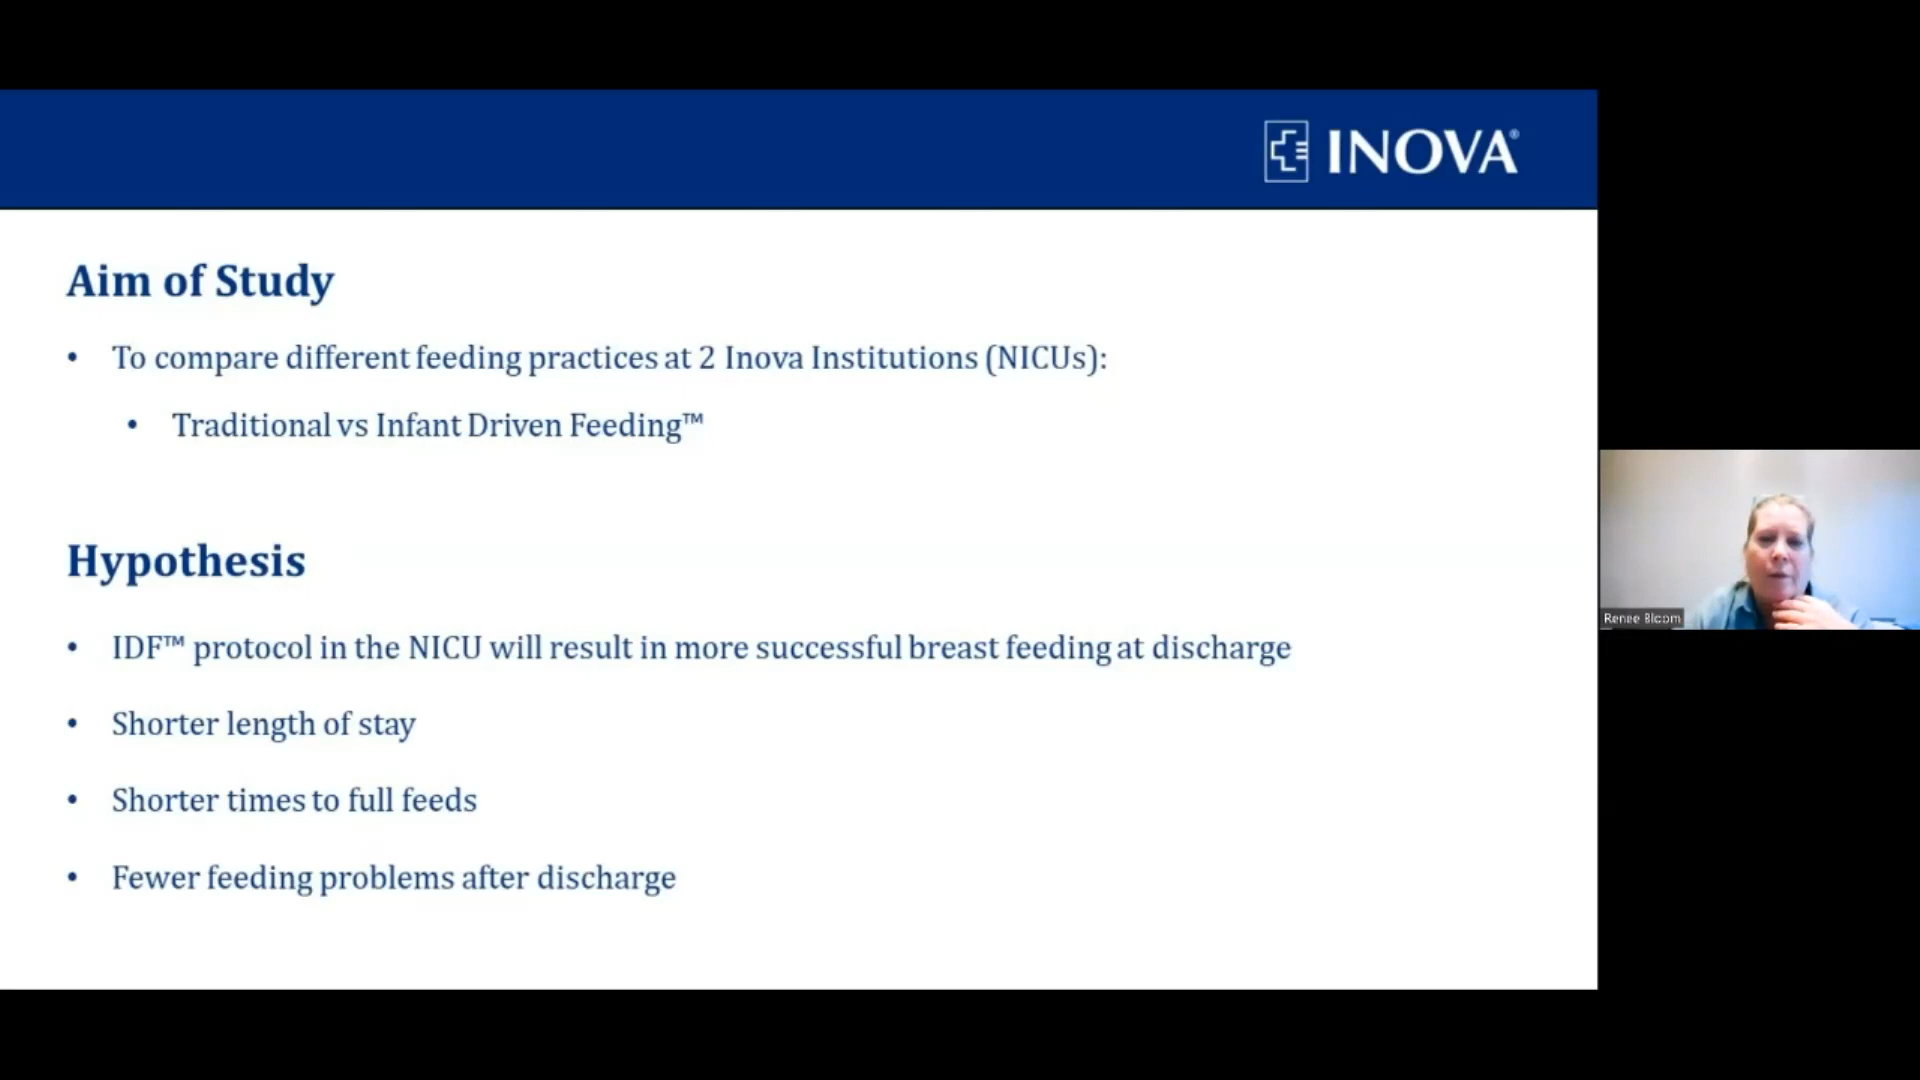 INOVA®
Aim of Study
• To compare different feeding practices at 2 Inova Institutions (NICUs):
• Traditional vs Infant Driven Feeding™
Hypothesis
• IDF™ protocol in the NICU will result in more successful breast feeding at discharge
• Shorter length of stay
• Shorter times to full feeds
• Fewer feeding problems after discharge
Renee Bloom